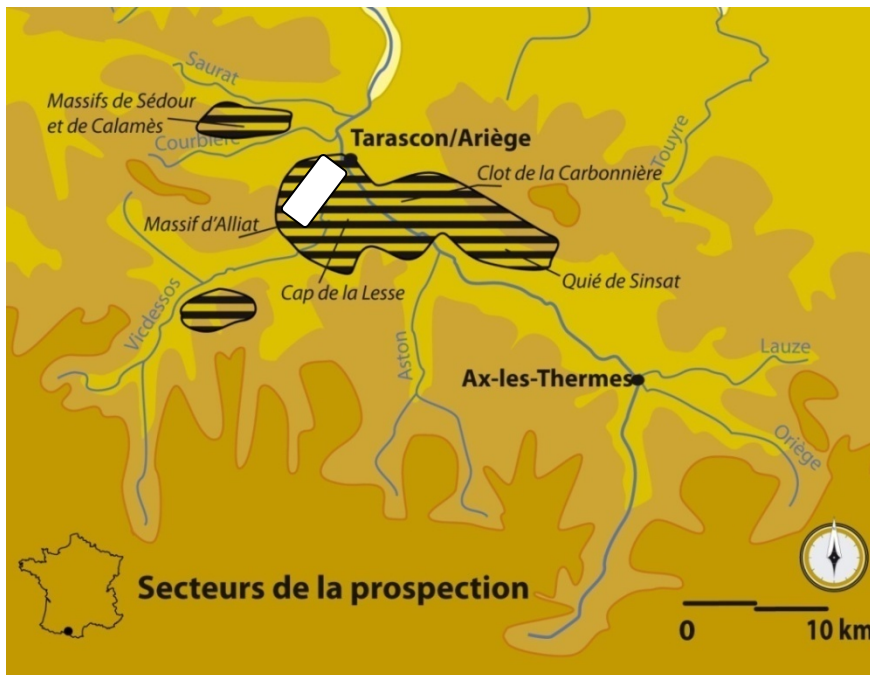 Saurat
Massifs de Sédour
et de Calamès
Courbière
Tarascon/Ariège
Clot de la Carbonnière
Touyre
Massif d'Alliat
Cap de la Lesse
Quié de Sinsat
Vicdessos
Aston
Lauze
Ax-les-Thermes
Oriège
Secteurs de la prospection
0 10 km